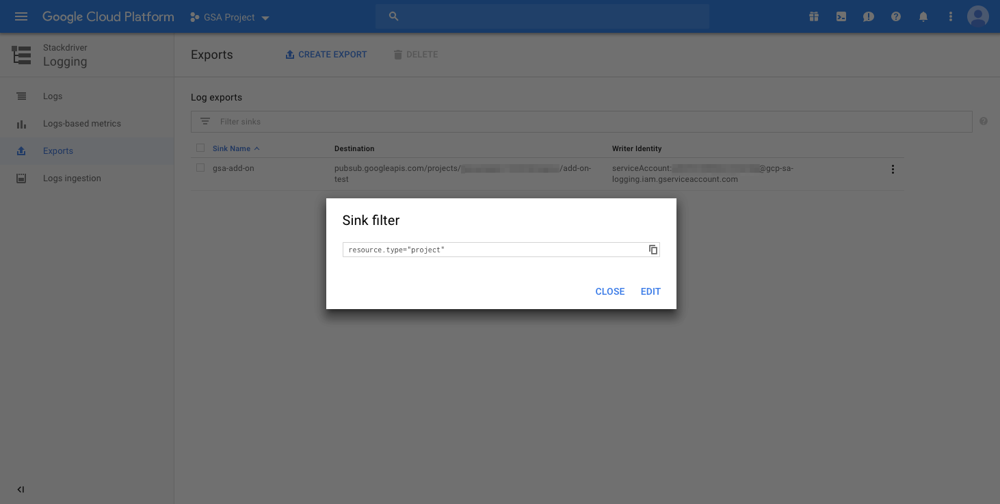 Google Cloud Platform
GSA Project
Stackdriver
Logging
Exports
CREATE EXPORT
DELETE
Logs
Logs-based metrics
Exports
Logs ingestion
Log exports
Filter sinks
Sink Name
Destination
Writer Identity
gsa-add-on
pubsub.googleapis.com/projects/ /add-on-
test
serviceAccount: @gcp-sa-
logging.iam.gserviceaccount.com
Sink filter
resource.type="project"
CLOSE
EDIT